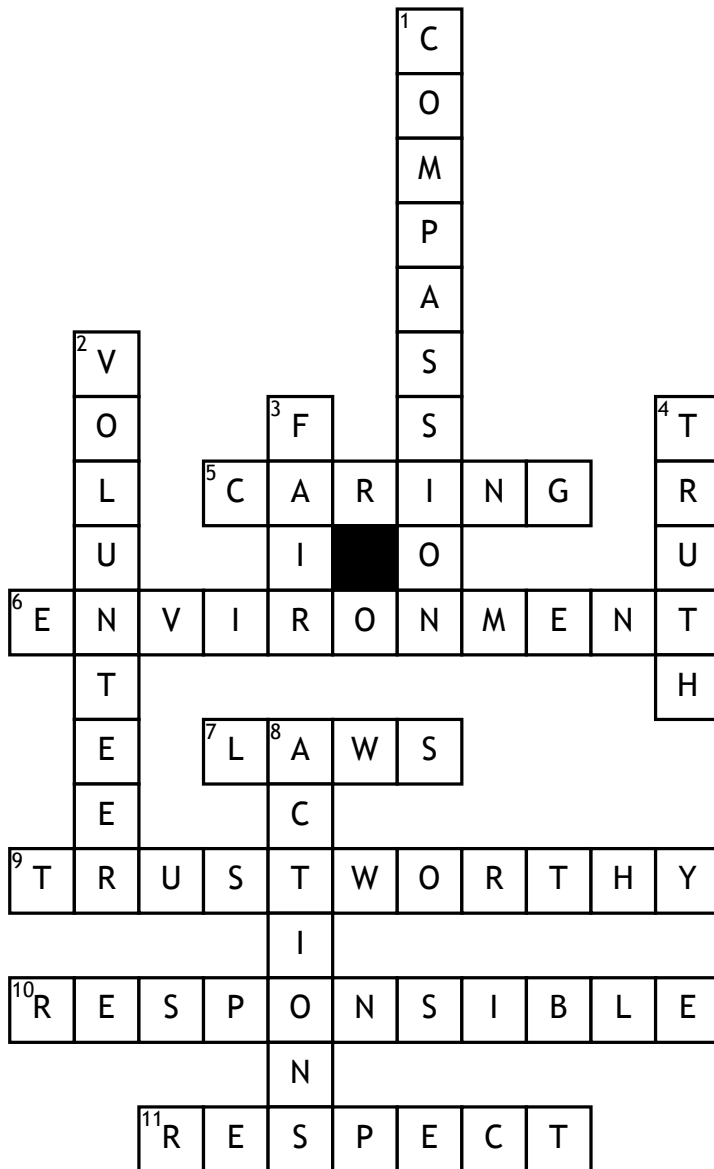 1 C
O
M
P
A
2 V S
O 3 F S 4 T
L 5 C A R I N G R
U I O U
6 E N V I R O N M E N T
T H
E 7 L 8 A W S
E C
9 T R U S T W O R T H Y
I
10 R E S P O N S I B L E
N
11 R E S P E C T